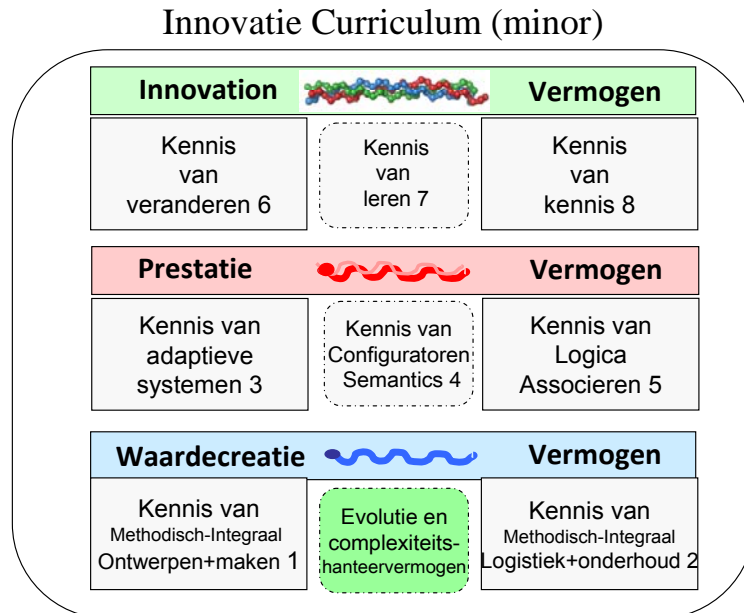 Innovatie Curriculum (minor)
Innovation Vermogen
Kennis
van
veranderen 6
Kennis
van
leren 7
Kennis
van
kennis 8
Prestatie Vermogen
Kennis van
adaptieve
systemen 3
Kennis van
Configuratoren
Semantics 4
Kennis van
Logica
Associeren 5
Waardecreatie Vermogen
Kennis van
Methodisch-Integraal
Ontwerpen+maken 1
Evolutie en
complexiteits-
hanteervermogen
Kennis van
Methodisch-Integraal
Logistiek+onderhoud 2